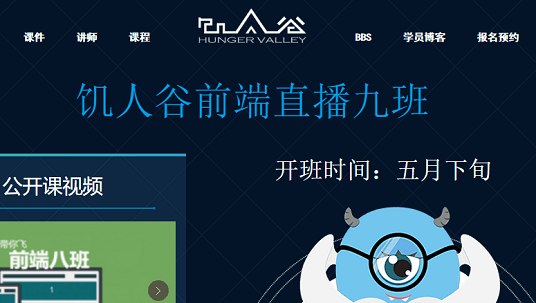 课件 讲师 课程 饥人谷 BBS 学员博客 报名预约
HUNGER VALLEY
饥人谷前端直播九班
开班时间：五月下旬
公开课视频
带你飞
前端八班
1